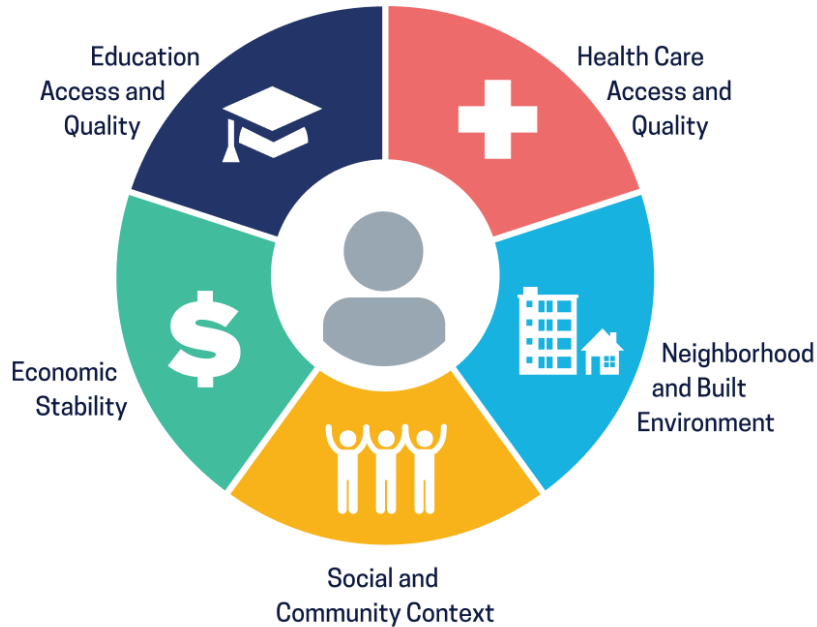 Education
Access and
Quality
Health Care
Access and
Quality
Economic
Stability
Neighborhood
and Built
Environment
Social and
Community Context